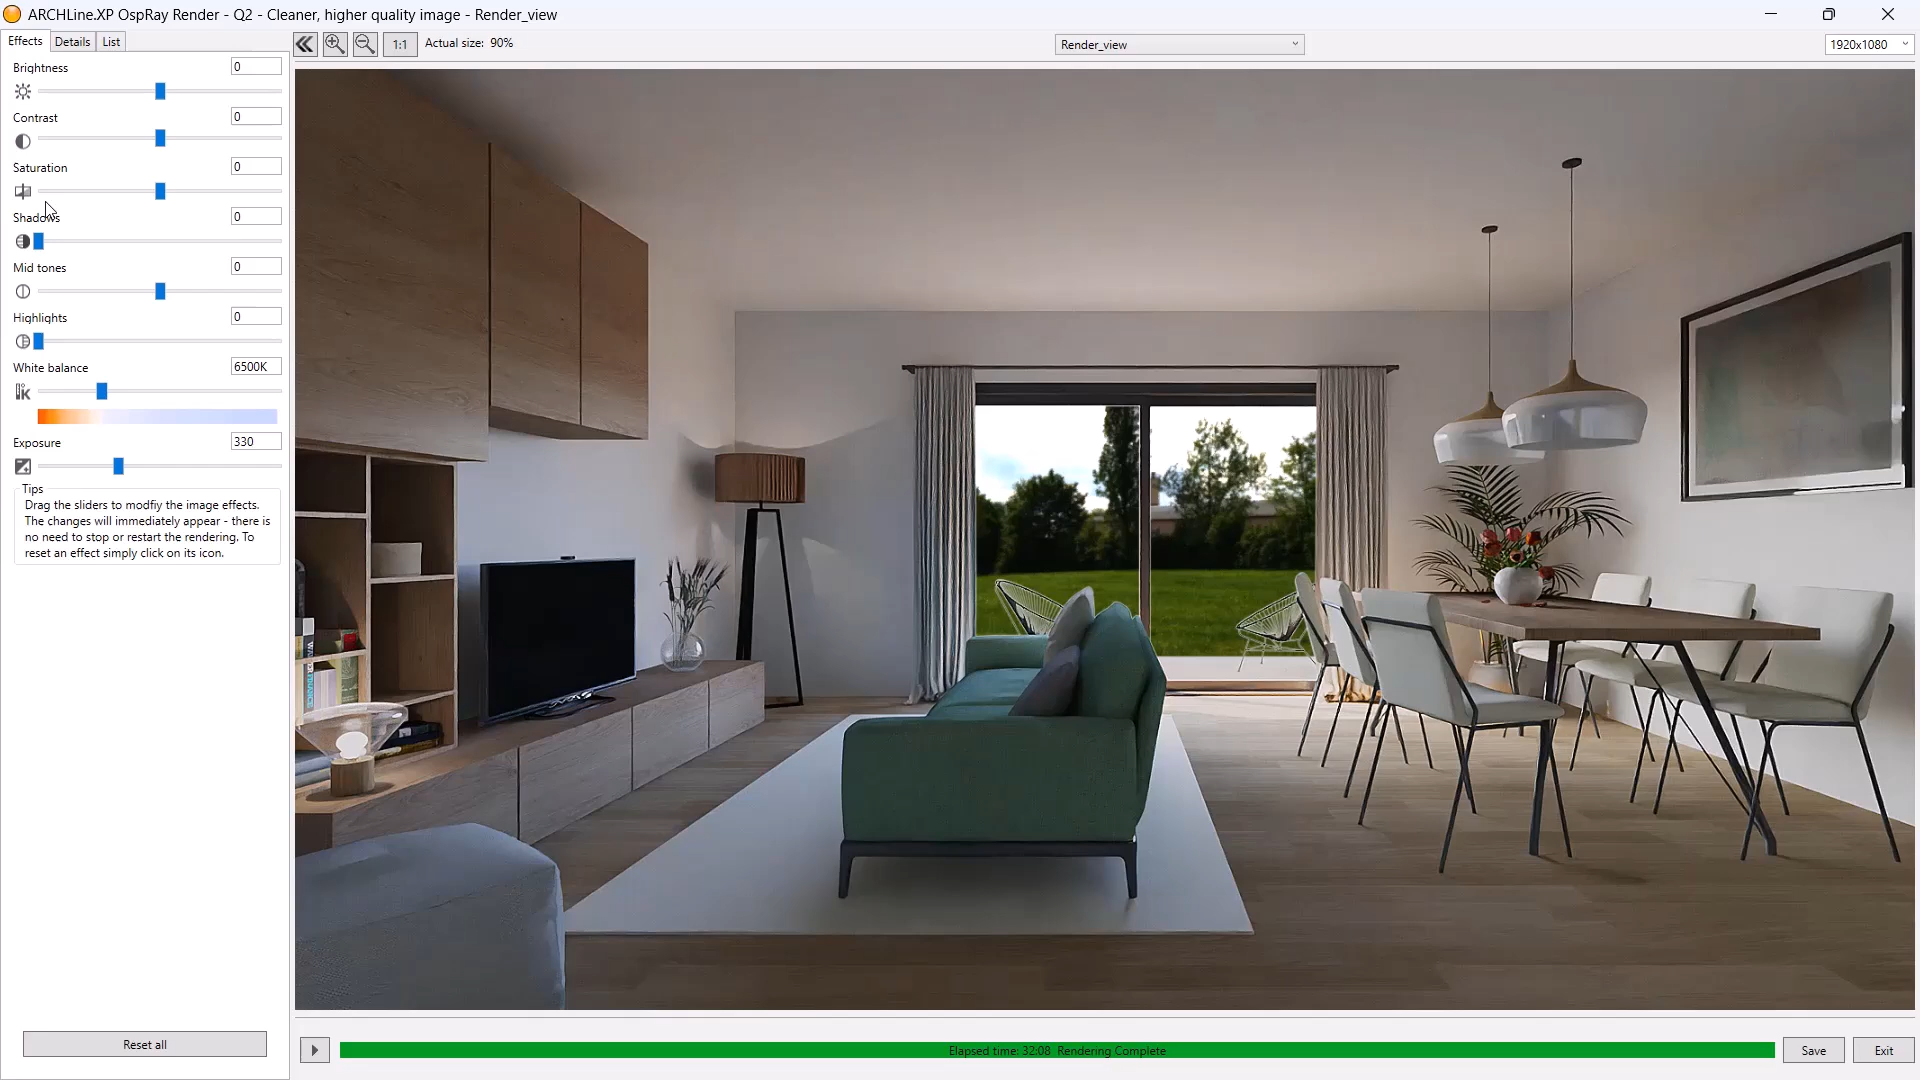 ARCHLine.XP OspRay Render - Q2 - Cleaner, higher quality image - Render_view
Effects Details List
1:1 Actual size: 90%
Render_view
1920x1080
Brightness 0
Contrast 0
Saturation 0
Shadows 0
Mid tones 0
Highlights 0
White balance 6500K
Exposure 330
Tips
Drag the sliders to modfiy the image effects.
The changes will immediately appear - there is
no need to stop or restart the rendering. To
reset an effect simply click on its icon.
Reset all
Elapsed time: 32:08 Rendering Complete
Save
Exit